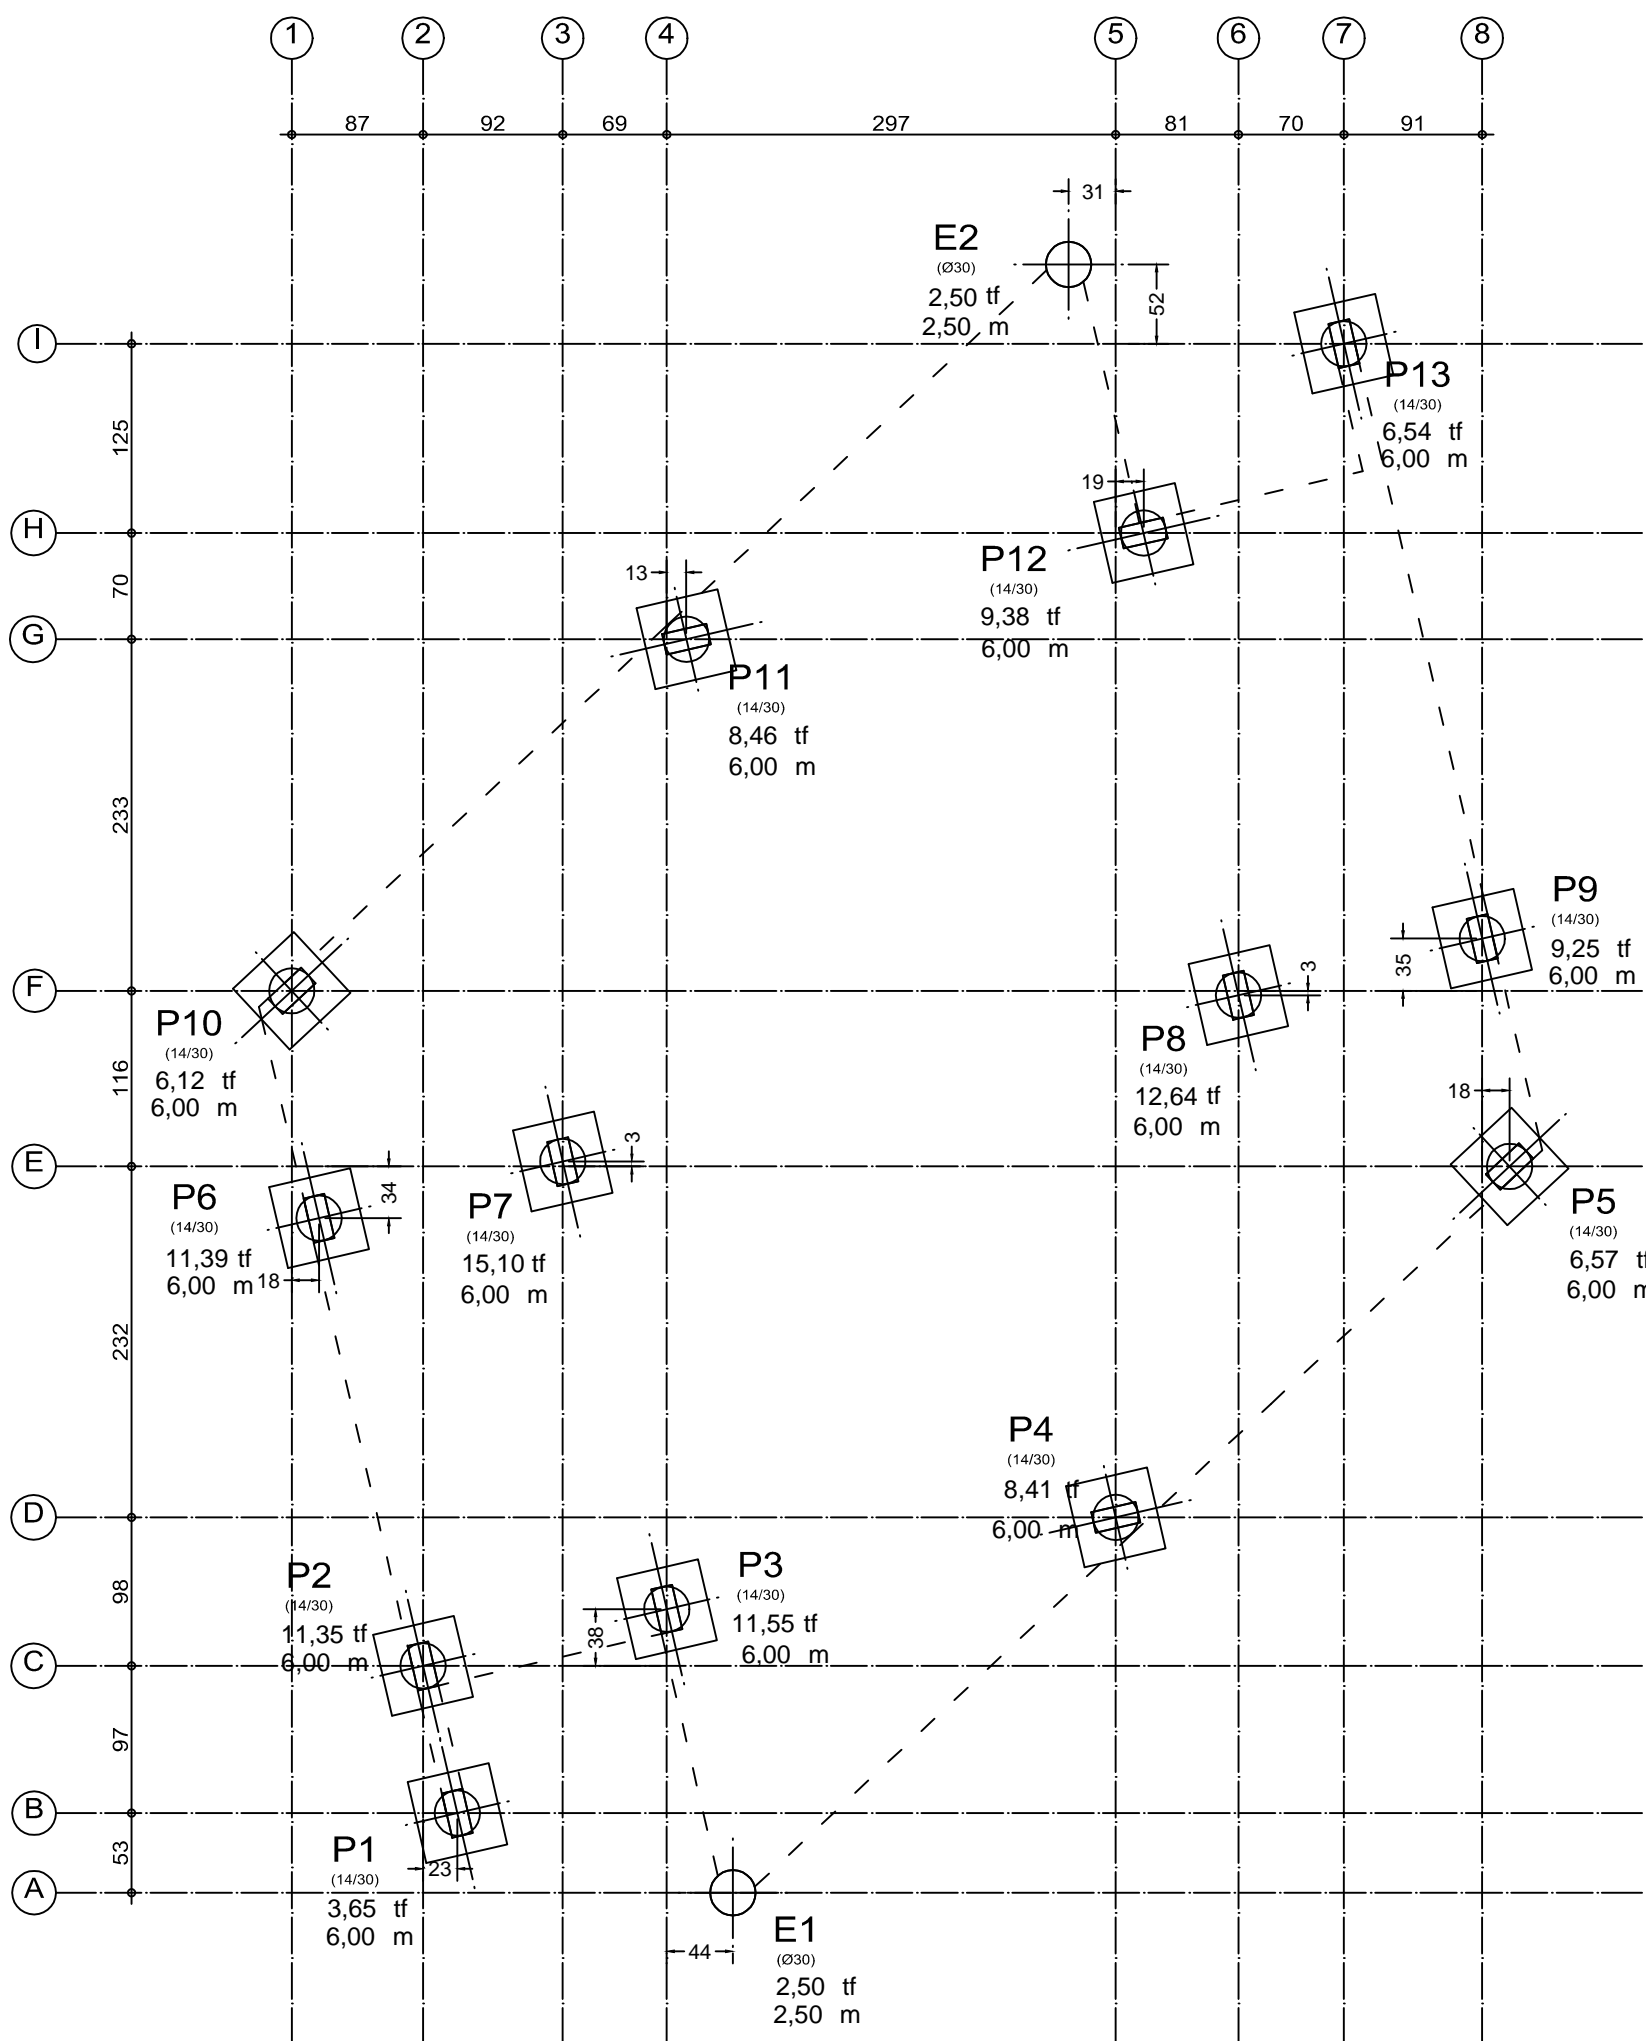 1 2 3 4 5 6 7 8
87 92 69 297 81 70 91
31
E2
(Ø30)
2,50 tf
2,50 m
52
I
P13
(14/30)
6,54 tf
6,00 m
125
19
H
P12
(14/30)
9,38 tf
6,00 m
13
70
G
P11
(14/30)
8,46 tf
6,00 m
233
P9
(14/30)
9,25 tf
6,00 m
35
3
F
P10
(14/30)
6,12 tf
6,00 m
P8
(14/30)
12,64 tf
6,00 m
116
18
3
E
P6
(14/30)
11,39 tf
6,00 m
34
18
P7
(14/30)
15,10 tf
6,00 m
P5
(14/30)
6,57 tf
6,00 m
232
P4
(14/30)
8,41 tf
6,00 m
D
P2
(14/30)
11,35 tf
6,00 m
P3
(14/30)
11,55 tf
6,00 m
98
38
C
97
B
P1
(14/30)
3,65 tf
6,00 m
23
53
A
E1
(Ø30)
2,50 tf
2,50 m
44